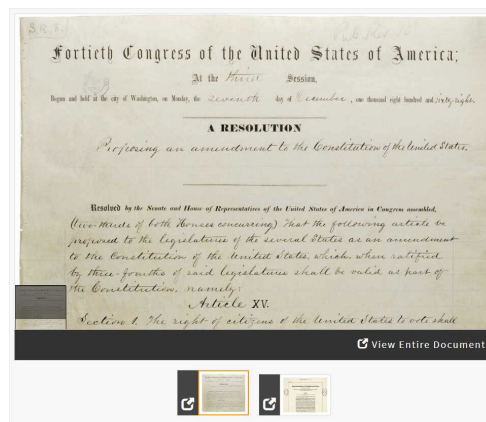 S.R. 8.
Fortieth Congress of the United States of America;
At the third Session,
Begun and held at the city of Washington, on Monday, the seventh day of December, one thousand eight hundred and sixty-eight.
A RESOLUTION
Proposing an amendment to the Constitution of the United States.
Resolved by the Senate and House of Representatives of the United States of America in Congress assembled,
(two-thirds of both Houses concurring) That the following article be
proposed to the legislatures of the several States as an amendment
to the Constitution of the United States, which, when ratified
by three-fourths of said legislatures shall be valid as part of
the Constitution, namely:
Article XV.
Section 1. The right of citizens of the United States to vote shall
View Entire Document